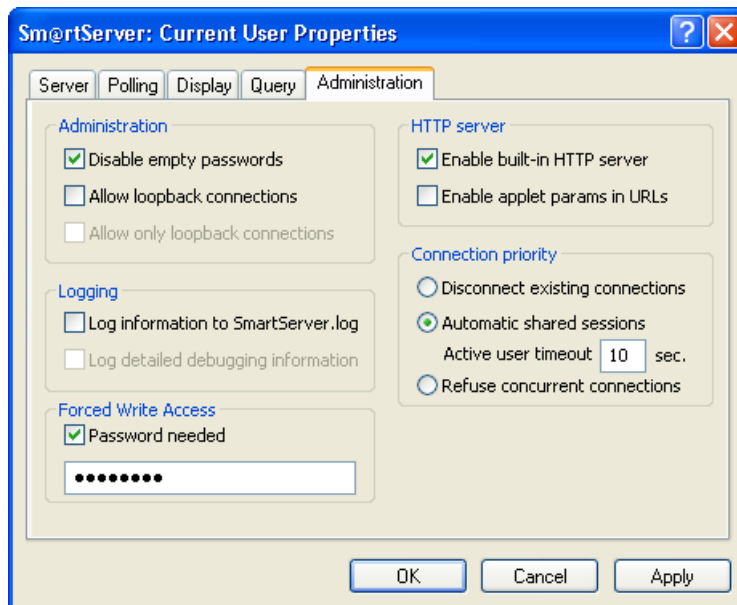 Sm@rtServer: Current User Properties
Server Polling Display Query Administration
Administration
Disable empty passwords
Allow loopback connections
Allow only loopback connections
Logging
Log information to SmartServer.log
Log detailed debugging information
Forced Write Access
Password needed
••••••••
HTTP server
Enable built-in HTTP server
Enable applet params in URLs
Connection priority
Disconnect existing connections
Automatic shared sessions
Active user timeout 10 sec.
Refuse concurrent connections
OK Cancel Apply